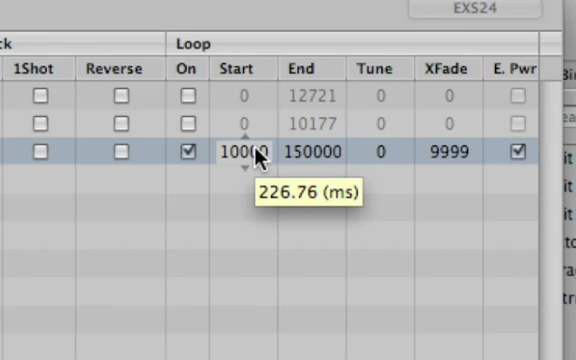 EXS24
ck Loop
1Shot Reverse On Start End Tune XFade E. Pwr
0 12721 0 0
0 10177 0 0
10000 150000 0 9999
226.76 (ms)